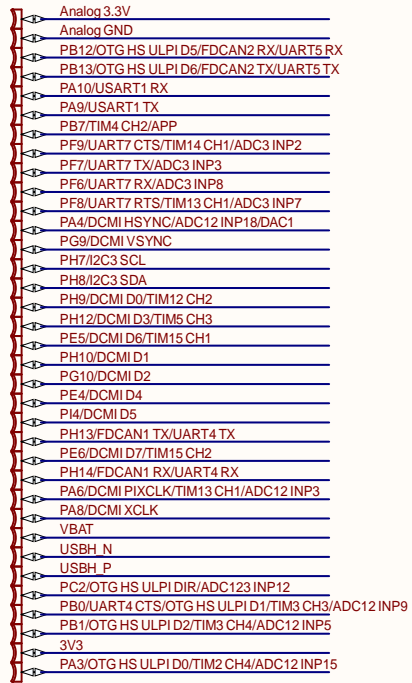 Analog 3.3V
Analog GND
PB12/OTG HS ULPI D5/FDCAN2 RX/UART5 RX
PB13/OTG HS ULPI D6/FDCAN2 TX/UART5 TX
PA10/USART1 RX
PA9/USART1 TX
PB7/TIM4 CH2/APP
PF9/UART7 CTS/TIM14 CH1/ADC3 INP2
PF7/UART7 TX/ADC3 INP3
PF6/UART7 RX/ADC3 INP8
PF8/UART7 RTS/TIM13 CH1/ADC3 INP7
PA4/DCMI HSYNC/ADC12 INP18/DAC1
PG9/DCMI VSYNC
PH7/I2C3 SCL
PH8/I2C3 SDA
PH9/DCMI D0/TIM12 CH2
PH12/DCMI D3/TIM5 CH3
PE5/DCMI D6/TIM15 CH1
PH10/DCMI D1
PG10/DCMI D2
PE4/DCMI D4
PI4/DCMI D5
PH13/FDCAN1 TX/UART4 TX
PE6/DCMI D7/TIM15 CH2
PH14/FDCAN1 RX/UART4 RX
PA6/DCMI PIXCLK/TIM13 CH1/ADC12 INP3
PA8/DCMI XCLK
VBAT
USBH_N
USBH_P
PC2/OTG HS ULPI DIR/ADC123 INP12
PB0/UART4 CTS/OTG HS ULPI D1/TIM3 CH3/ADC12 INP9
PB1/OTG HS ULPI D2/TIM3 CH4/ADC12 INP5
3V3
PA3/OTG HS ULPI D0/TIM2 CH4/ADC12 INP15